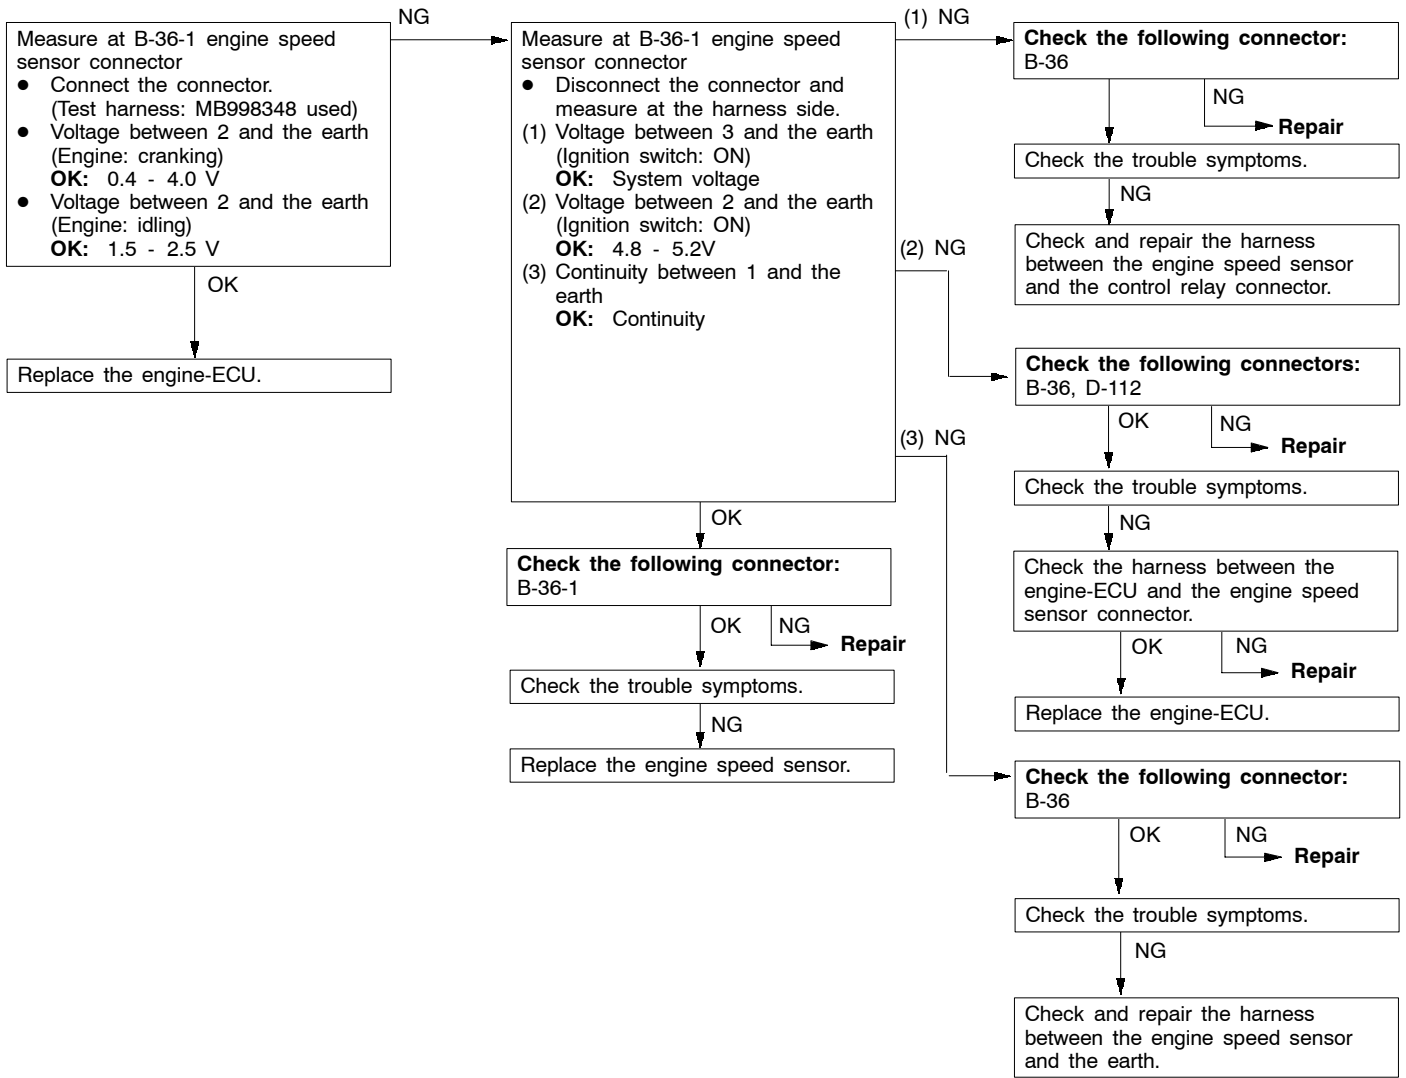 NG
Measure at B-36-1 engine speed
sensor connector
● Connect the connector.
(Test harness: MB998348 used)
● Voltage between 2 and the earth
(Engine: cranking)
OK: 0.4 - 4.0 V
● Voltage between 2 and the earth
(Engine: idling)
OK: 1.5 - 2.5 V
OK
Replace the engine-ECU.
Measure at B-36-1 engine speed
sensor connector
● Disconnect the connector and
measure at the harness side.
(1) Voltage between 3 and the earth
(Ignition switch: ON)
OK: System voltage
(2) Voltage between 2 and the earth
(Ignition switch: ON)
OK: 4.8 - 5.2V
(3) Continuity between 1 and the
earth
OK: Continuity
OK
Check the following connector:
B-36-1
OK
NG
Repair
Check the trouble symptoms.
NG
Replace the engine speed sensor.
(1) NG
Check the following connector:
B-36
NG
Repair
Check the trouble symptoms.
NG
Check and repair the harness
between the engine speed sensor
and the control relay connector.
(2) NG
Check the following connectors:
B-36, D-112
OK
NG
Repair
Check the trouble symptoms.
NG
Check the harness between the
engine-ECU and the engine speed
sensor connector.
OK
NG
Repair
Replace the engine-ECU.
(3) NG
Check the following connector:
B-36
OK
NG
Repair
Check the trouble symptoms.
NG
Check and repair the harness
between the engine speed sensor
and the earth.